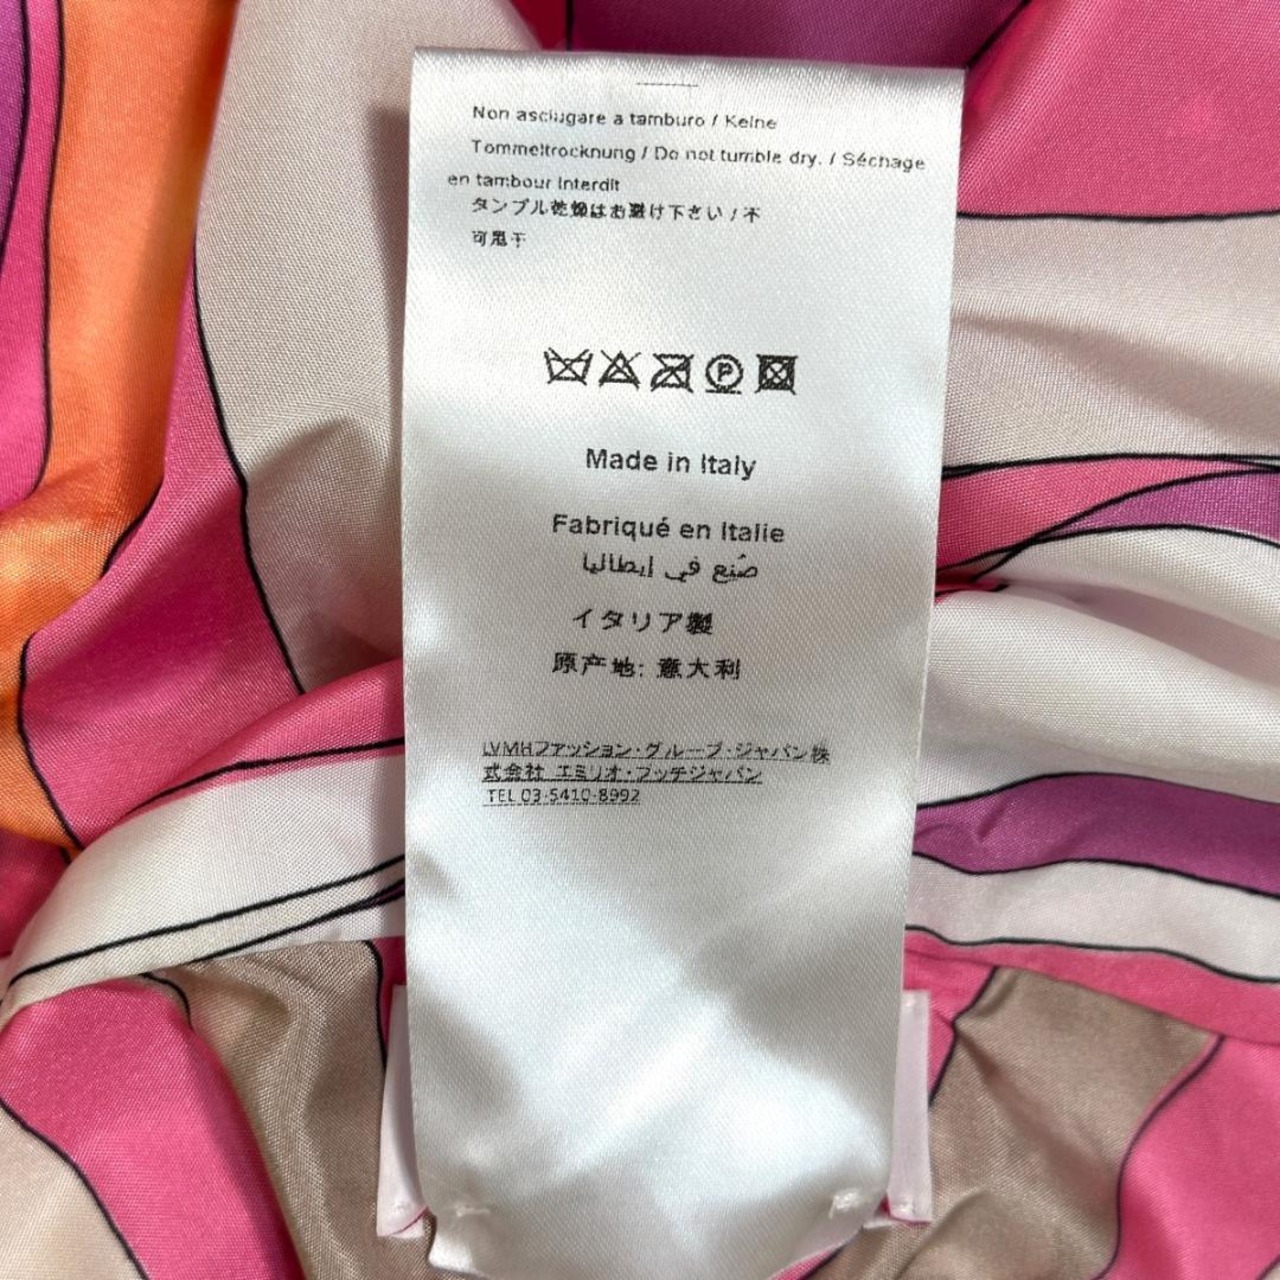 Non asciugare a tamburo / Keine
Tommeltrocknung / Do not tumble dry. / Séchage
en tambour interdit
タンブル乾燥はお避け下さい / 不
可甩干
P
Made in Italy
Fabriqué en Italie
صُنع في إيطاليا
イタリア製
原产地: 意大利
LVMHファッション・グループ・ジャパン株
式会社 エミリオ・プッチジャパン
TEL 03-5410-8992